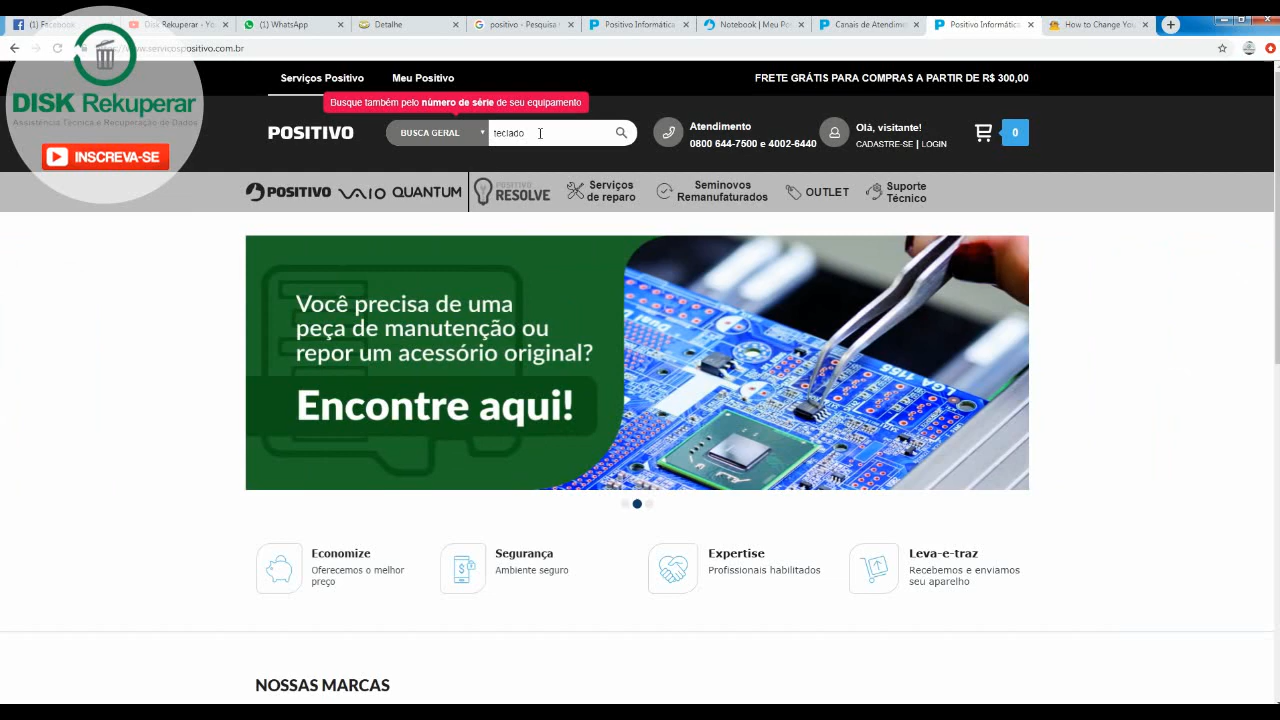 (1) Facebook
Disk Rekuperar - Yo
(1) WhatsApp
Detalhe
positivo - Pesquisa
Positivo Informática
Notebook | Meu Po
Canais de Atendime
Positivo Informática
How to Change You
www.servicospositivo.com.br
DISK Rekuperar
Assistência Técnica e Recuperação de Dados
INSCREVA-SE
Serviços Positivo
Meu Positivo
FRETE GRÁTIS PARA COMPRAS A PARTIR DE R$ 300,00
Busque também pelo número de série de seu equipamento
POSITIVO
BUSCA GERAL
teclado
Atendimento
0800 644-7500 e 4002-6440
Olá, visitante!
CADASTRE-SE | LOGIN
0
POSITIVO
VAIO
QUANTUM
POSITIVO
RESOLVE
Serviços
de reparo
Seminovos
Remanufaturados
OUTLET
Suporte
Técnico
Você precisa de uma
peça de manutenção ou
repor um acessório original?
Encontre aqui!
LGA 1155
Economize
Oferecemos o melhor
preço
Segurança
Ambiente seguro
Expertise
Profissionais habilitados
Leva-e-traz
Recebemos e enviamos
seu aparelho
NOSSAS MARCAS